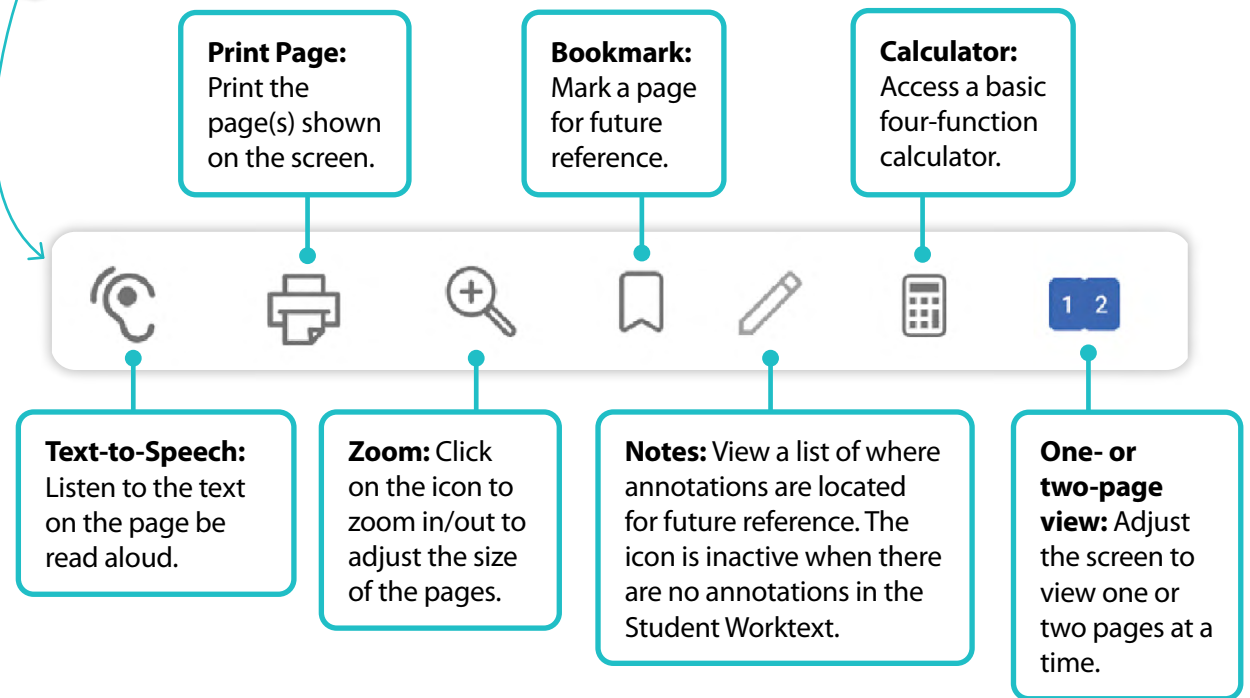 Print Page:
Print the
page(s) shown
on the screen.
Bookmark:
Mark a page
for future
reference.
Calculator:
Access a basic
four-function
calculator.
1 2
Text-to-Speech:
Listen to the text
on the page be
read aloud.
Zoom: Click
on the icon to
zoom in/out to
adjust the size
of the pages.
Notes: View a list of where
annotations are located
for future reference. The
icon is inactive when there
are no annotations in the
Student Worktext.
One- or
two-page
view: Adjust
the screen to
view one or
two pages at a
time.